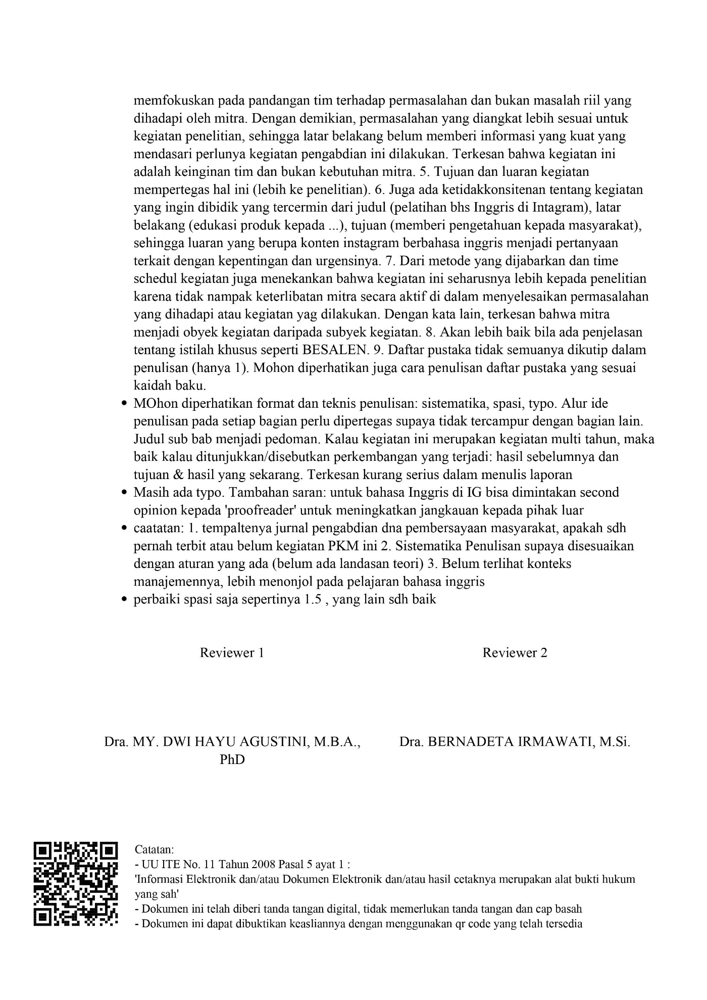 memfokuskan pada pandangan tim terhadap permasalahan dan bukan masalah riil yang
dihadapi oleh mitra. Dengan demikian, permasalahan yang diangkat lebih sesuai untuk
kegiatan penelitian, sehingga latar belakang belum memberi informasi yang kuat yang
mendasari perlunya kegiatan pengabdian ini dilakukan. Terkesan bahwa kegiatan ini
adalah keinginan tim dan bukan kebutuhan mitra. 5. Tujuan dan luaran kegiatan
mempertegas hal ini (lebih ke penelitian). 6. Juga ada ketidakkonsitenan tentang kegiatan
yang ingin dibidik yang tercermin dari judul (pelatihan bhs Inggris di Intagram), latar
belakang (edukasi produk kepada ...), tujuan (memberi pengetahuan kepada masyarakat),
sehingga luaran yang berupa konten instagram berbahasa inggris menjadi pertanyaan
terkait dengan kepentingan dan urgensinya. 7. Dari metode yang dijabarkan dan time
schedul kegiatan juga menekankan bahwa kegiatan ini seharusnya lebih kepada penelitian
karena tidak nampak keterlibatan mitra secara aktif di dalam menyelesaikan permasalahan
yang dihadapi atau kegiatan yag dilakukan. Dengan kata lain, terkesan bahwa mitra
menjadi obyek kegiatan daripada subyek kegiatan. 8. Akan lebih baik bila ada penjelasan
tentang istilah khusus seperti BESALEN. 9. Daftar pustaka tidak semuanya dikutip dalam
penulisan (hanya 1). Mohon diperhatikan juga cara penulisan daftar pustaka yang sesuai
kaidah baku.
• MOhon diperhatikan format dan teknis penulisan: sistematika, spasi, typo. Alur ide
penulisan pada setiap bagian perlu dipertegas supaya tidak tercampur dengan bagian lain.
Judul sub bab menjadi pedoman. Kalau kegiatan ini merupakan kegiatan multi tahun, maka
baik kalau ditunjukkan/disebutkan perkembangan yang terjadi: hasil sebelumnya dan
tujuan & hasil yang sekarang. Terkesan kurang serius dalam menulis laporan
• Masih ada typo. Tambahan saran: untuk bahasa Inggris di IG bisa dimintakan second
opinion kepada 'proofreader' untuk meningkatkan jangkauan kepada pihak luar
• caatatan: 1. tempaltenya jurnal pengabdian dna pembersayaan masyarakat, apakah sdh
pernah terbit atau belum kegiatan PKM ini 2. Sistematika Penulisan supaya disesuaikan
dengan aturan yang ada (belum ada landasan teori) 3. Belum terlihat konteks
manajemennya, lebih menonjol pada pelajaran bahasa inggris
• perbaiki spasi saja sepertinya 1.5 , yang lain sdh baik
Reviewer 1
Reviewer 2
Dra. MY. DWI HAYU AGUSTINI, M.B.A.,
PhD
Dra. BERNADETA IRMAWATI, M.Si.
Catatan:
- UU ITE No. 11 Tahun 2008 Pasal 5 ayat 1 :
'Informasi Elektronik dan/atau Dokumen Elektronik dan/atau hasil cetaknya merupakan alat bukti hukum
yang sah'
- Dokumen ini telah diberi tanda tangan digital, tidak memerlukan tanda tangan dan cap basah
- Dokumen ini dapat dibuktikan keasliannya dengan menggunakan qr code yang telah tersedia